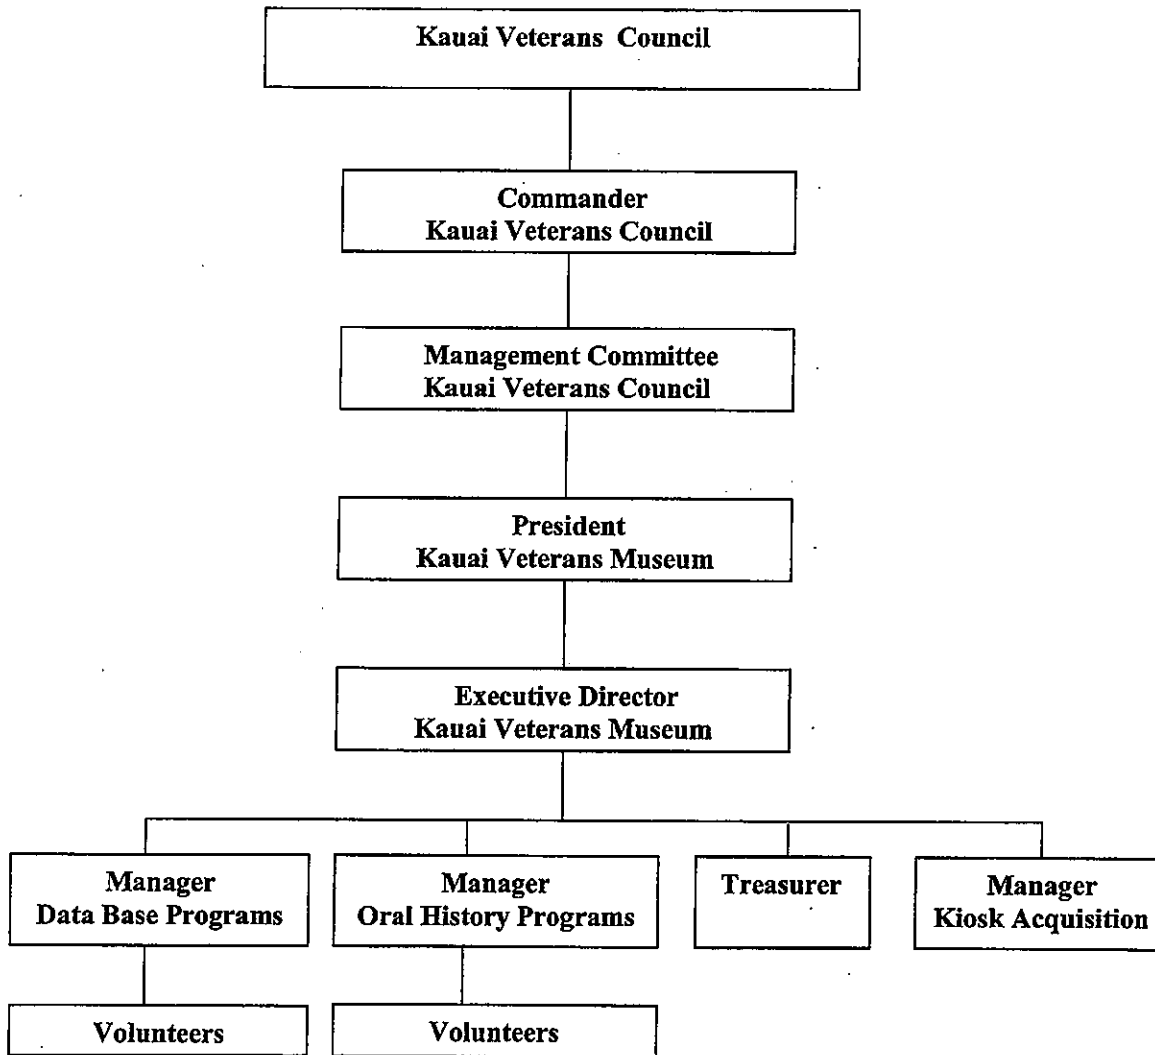 Kauai Veterans Council
Commander
Kauai Veterans Council
Management Committee
Kauai Veterans Council
President
Kauai Veterans Museum
Executive Director
Kauai Veterans Museum
Manager
Data Base Programs
Manager
Oral History Programs
Treasurer
Manager
Kiosk Acquisition
Volunteers
Volunteers